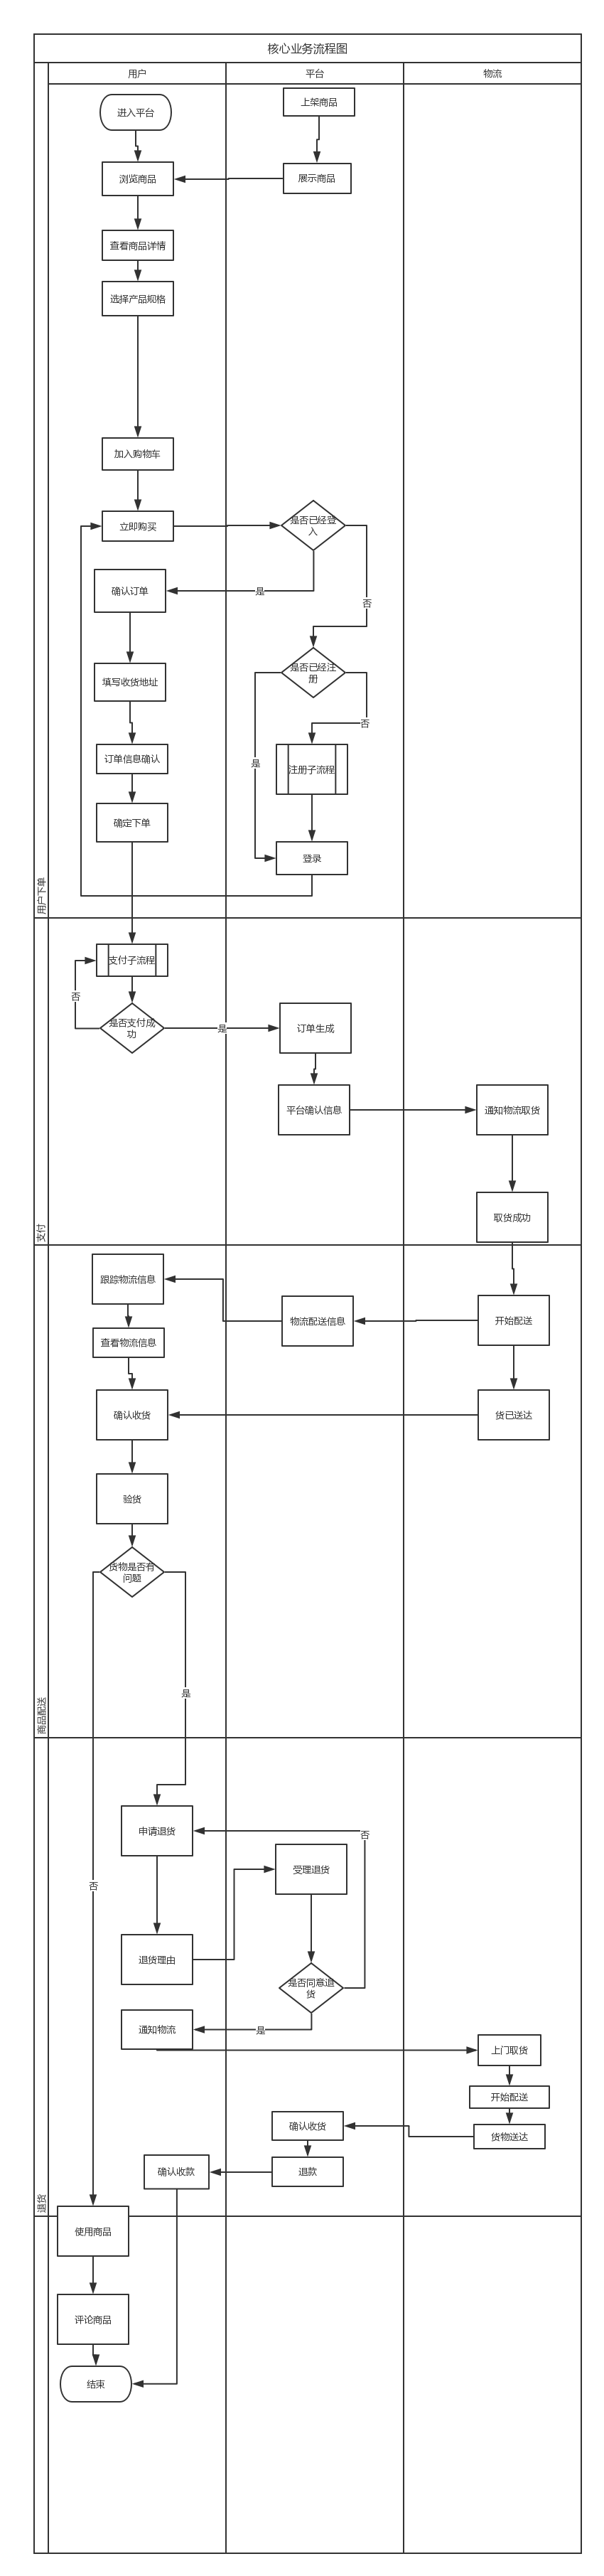 核心业务流程图
用户
平台
物流
进入平台
上架商品
浏览商品
展示商品
查看商品详情
选择产品规格
加入购物车
立即购买
是否已经登
入
确认订单
是
否
填写收货地址
是否已经注
册
否
订单信息确认
是
注册子流程
确定下单
登录
用户下单
支付子流程
否
是否支付成
功
是
订单生成
平台确认信息
通知物流取货
取货成功
支付
跟踪物流信息
物流配送信息
开始配送
查看物流信息
确认收货
货已送达
验货
货物是否有
问题
是
商品配送
申请退货
否
受理退货
否
退货理由
是否同意退
货
通知物流
是
上门取货
开始配送
确认收货
货物送达
确认收款
退款
退货
使用商品
评论商品
结束